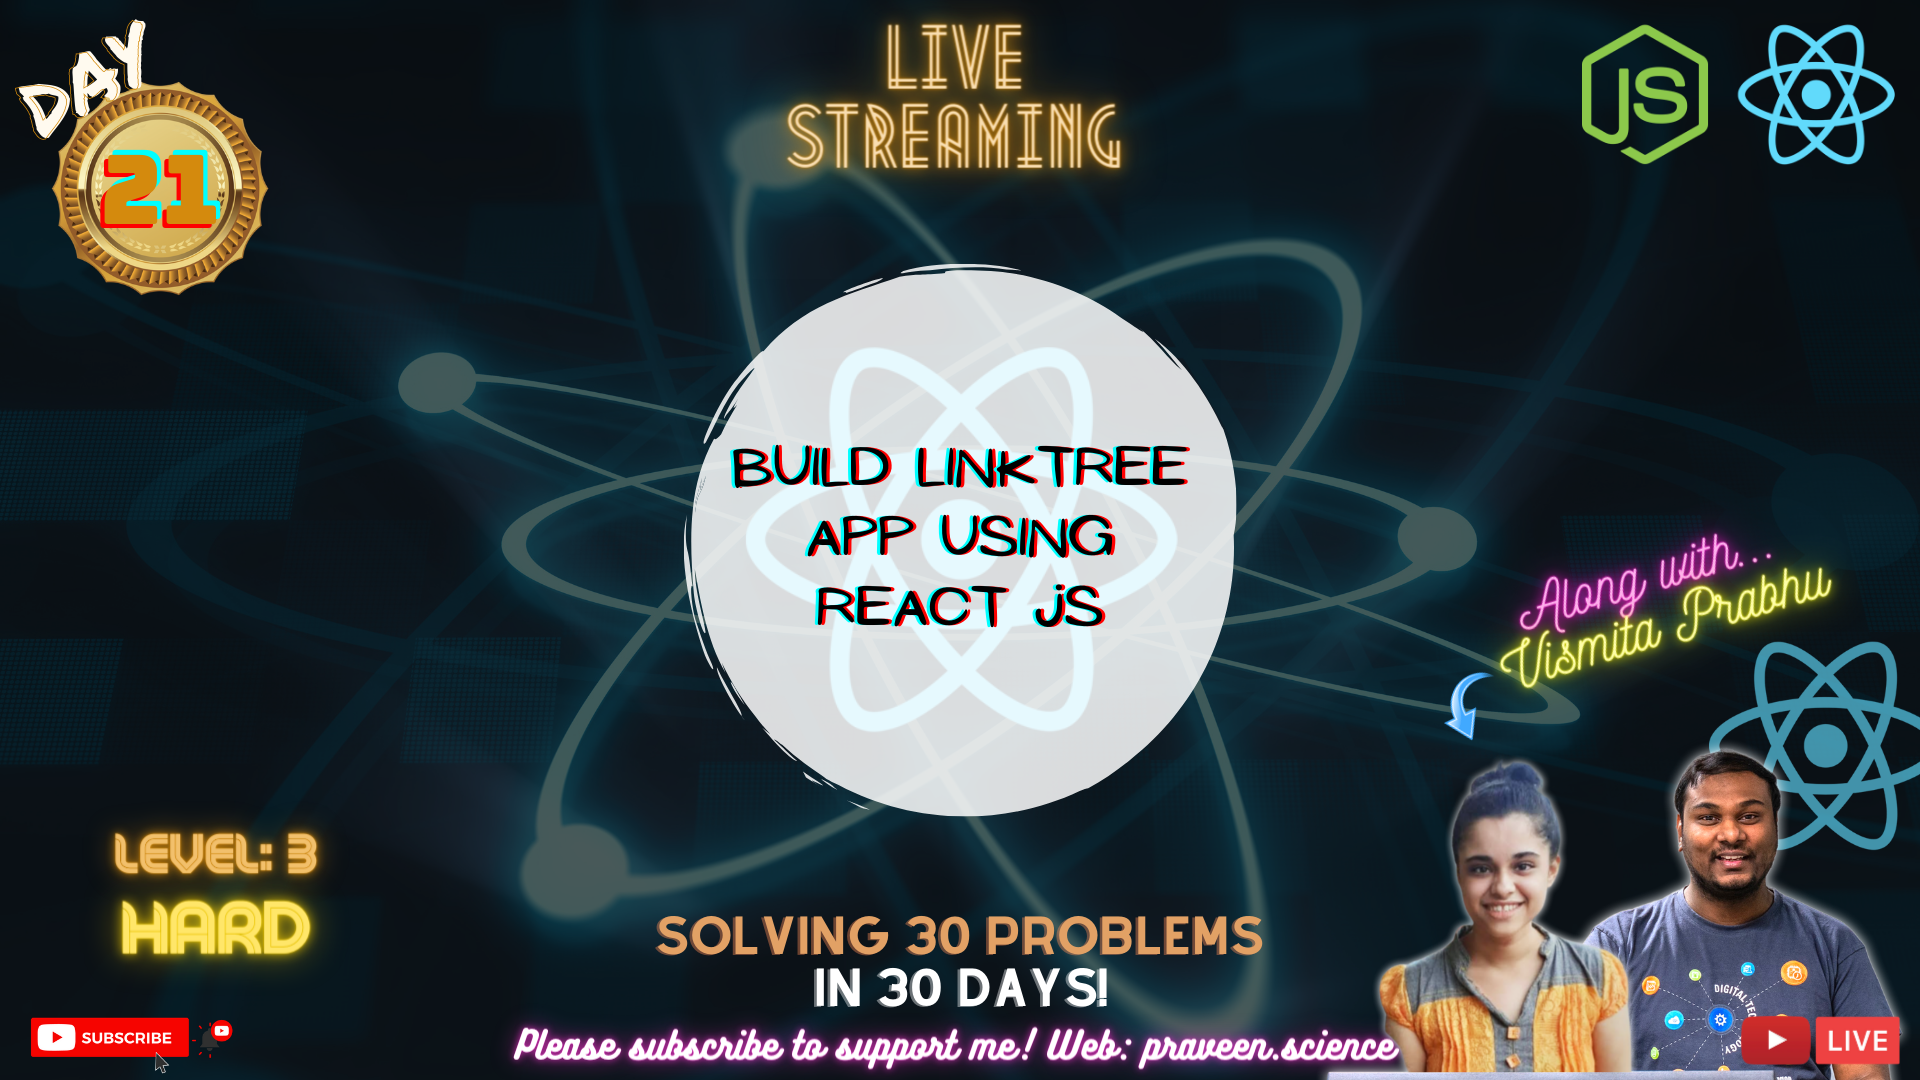 DAY
21
LIVE
STREAMING
JS
BUILD LINKTREE
APP USING
REACT JS
Along with...
Vismita Prabhu
LEVEL: 3
HARD
SOLVING 30 PROBLEMS
IN 30 DAYS!
Please subscribe to support me! Web: praveen.science
SUBSCRIBE
DIGITAL
LIVE